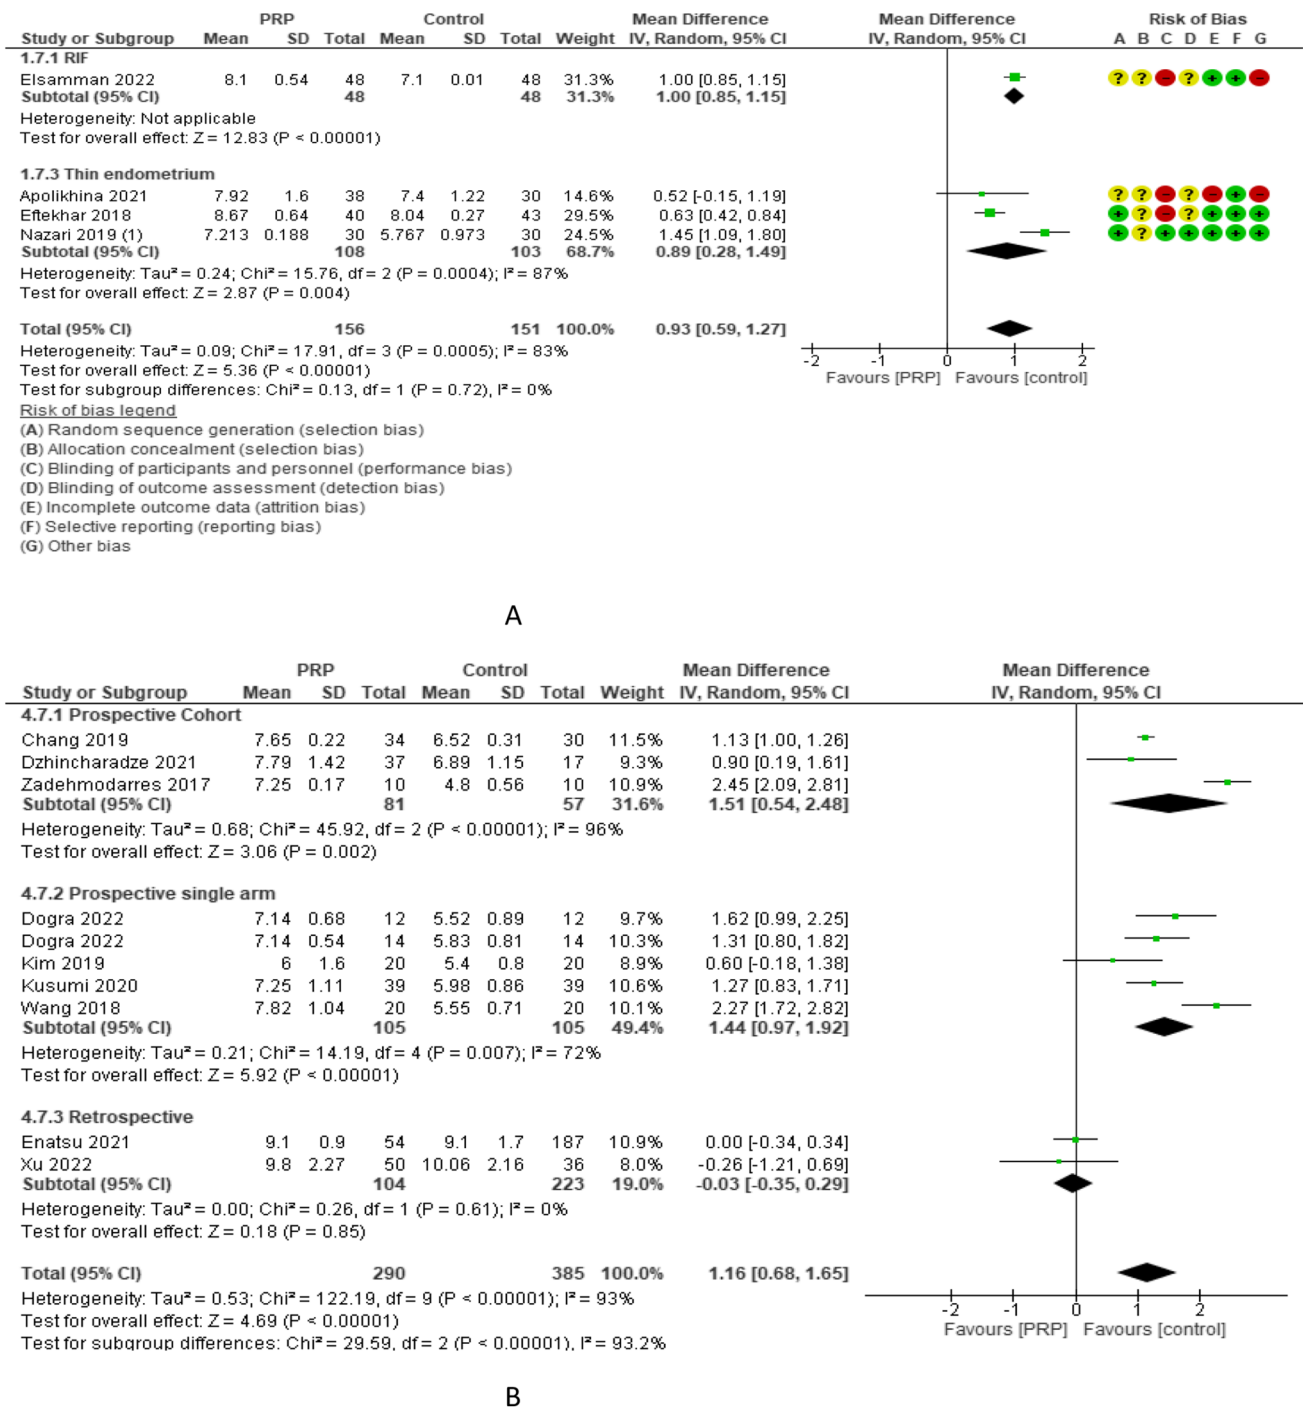 PRP Control Mean Difference Mean Difference Risk of Bias
Study or Subgroup Mean SD Total Mean SD Total Weight IV, Random, 95% CI IV, Random, 95% CI A B C D E F G
1.7.1 RIF
Elsamman 2022 8.1 0.54 48 7.1 0.01 48 31.3% 1.00 [0.85, 1.15] ? ? - ? + + -
Subtotal (95% CI) 48 48 31.3% 1.00 [0.85, 1.15]
Heterogeneity: Not applicable
Test for overall effect: Z = 12.83 (P < 0.00001)
1.7.3 Thin endometrium
Apolikhina 2021 7.92 1.6 38 7.4 1.22 30 14.6% 0.52 [-0.15, 1.19] ? ? - ? - + -
Eftekhar 2018 8.67 0.64 40 8.04 0.27 43 29.5% 0.63 [0.42, 0.84] + ? - ? + + +
Nazari 2019 (1) 7.213 0.188 30 5.767 0.973 30 24.5% 1.45 [1.09, 1.80] + ? + + + + +
Subtotal (95% CI) 108 103 68.7% 0.89 [0.28, 1.49]
Heterogeneity: Tau² = 0.24; Chi² = 15.76, df = 2 (P = 0.0004); I² = 87%
Test for overall effect: Z = 2.87 (P = 0.004)
Total (95% CI) 156 151 100.0% 0.93 [0.59, 1.27]
Heterogeneity: Tau² = 0.09; Chi² = 17.91, df = 3 (P = 0.0005); I² = 83%
-2 -1 0 1 2
Test for overall effect: Z = 5.36 (P < 0.00001)
Favours [PRP] Favours [control]
Test for subgroup differences: Chi² = 0.13, df = 1 (P = 0.72), I² = 0%
Risk of bias legend
(A) Random sequence generation (selection bias)
(B) Allocation concealment (selection bias)
(C) Blinding of participants and personnel (performance bias)
(D) Blinding of outcome assessment (detection bias)
(E) Incomplete outcome data (attrition bias)
(F) Selective reporting (reporting bias)
(G) Other bias
A
PRP Control Mean Difference Mean Difference
Study or Subgroup Mean SD Total Mean SD Total Weight IV, Random, 95% CI IV, Random, 95% CI
4.7.1 Prospective Cohort
Chang 2019 7.65 0.22 34 6.52 0.31 30 11.5% 1.13 [1.00, 1.26]
Dzhincharadze 2021 7.79 1.42 37 6.89 1.15 17 9.3% 0.90 [0.19, 1.61]
Zadehmodarres 2017 7.25 0.17 10 4.8 0.56 10 10.9% 2.45 [2.09, 2.81]
Subtotal (95% CI) 81 57 31.6% 1.51 [0.54, 2.48]
Heterogeneity: Tau² = 0.68; Chi² = 45.92, df = 2 (P < 0.00001); I² = 96%
Test for overall effect: Z = 3.06 (P = 0.002)
4.7.2 Prospective single arm
Dogra 2022 7.14 0.68 12 5.52 0.89 12 9.7% 1.62 [0.99, 2.25]
Dogra 2022 7.14 0.54 14 5.83 0.81 14 10.3% 1.31 [0.80, 1.82]
Kim 2019 6 1.6 20 5.4 0.8 20 8.9% 0.60 [-0.18, 1.38]
Kusumi 2020 7.25 1.11 39 5.98 0.86 39 10.6% 1.27 [0.83, 1.71]
Wang 2018 7.82 1.04 20 5.55 0.71 20 10.1% 2.27 [1.72, 2.82]
Subtotal (95% CI) 105 105 49.4% 1.44 [0.97, 1.92]
Heterogeneity: Tau² = 0.21; Chi² = 14.19, df = 4 (P = 0.007); I² = 72%
Test for overall effect: Z = 5.92 (P < 0.00001)
4.7.3 Retrospective
Enatsu 2021 9.1 0.9 54 9.1 1.7 187 10.9% 0.00 [-0.34, 0.34]
Xu 2022 9.8 2.27 50 10.06 2.16 36 8.0% -0.26 [-1.21, 0.69]
Subtotal (95% CI) 104 223 19.0% -0.03 [-0.35, 0.29]
Heterogeneity: Tau² = 0.00; Chi² = 0.26, df = 1 (P = 0.61); I² = 0%
Test for overall effect: Z = 0.18 (P = 0.85)
Total (95% CI) 290 385 100.0% 1.16 [0.68, 1.65]
Heterogeneity: Tau² = 0.53; Chi² = 122.19, df = 9 (P < 0.00001); I² = 93%
-2 -1 0 1 2
Test for overall effect: Z = 4.69 (P < 0.00001)
Favours [PRP] Favours [control]
Test for subgroup differences: Chi² = 29.59, df = 2 (P < 0.00001), I² = 93.2%
B